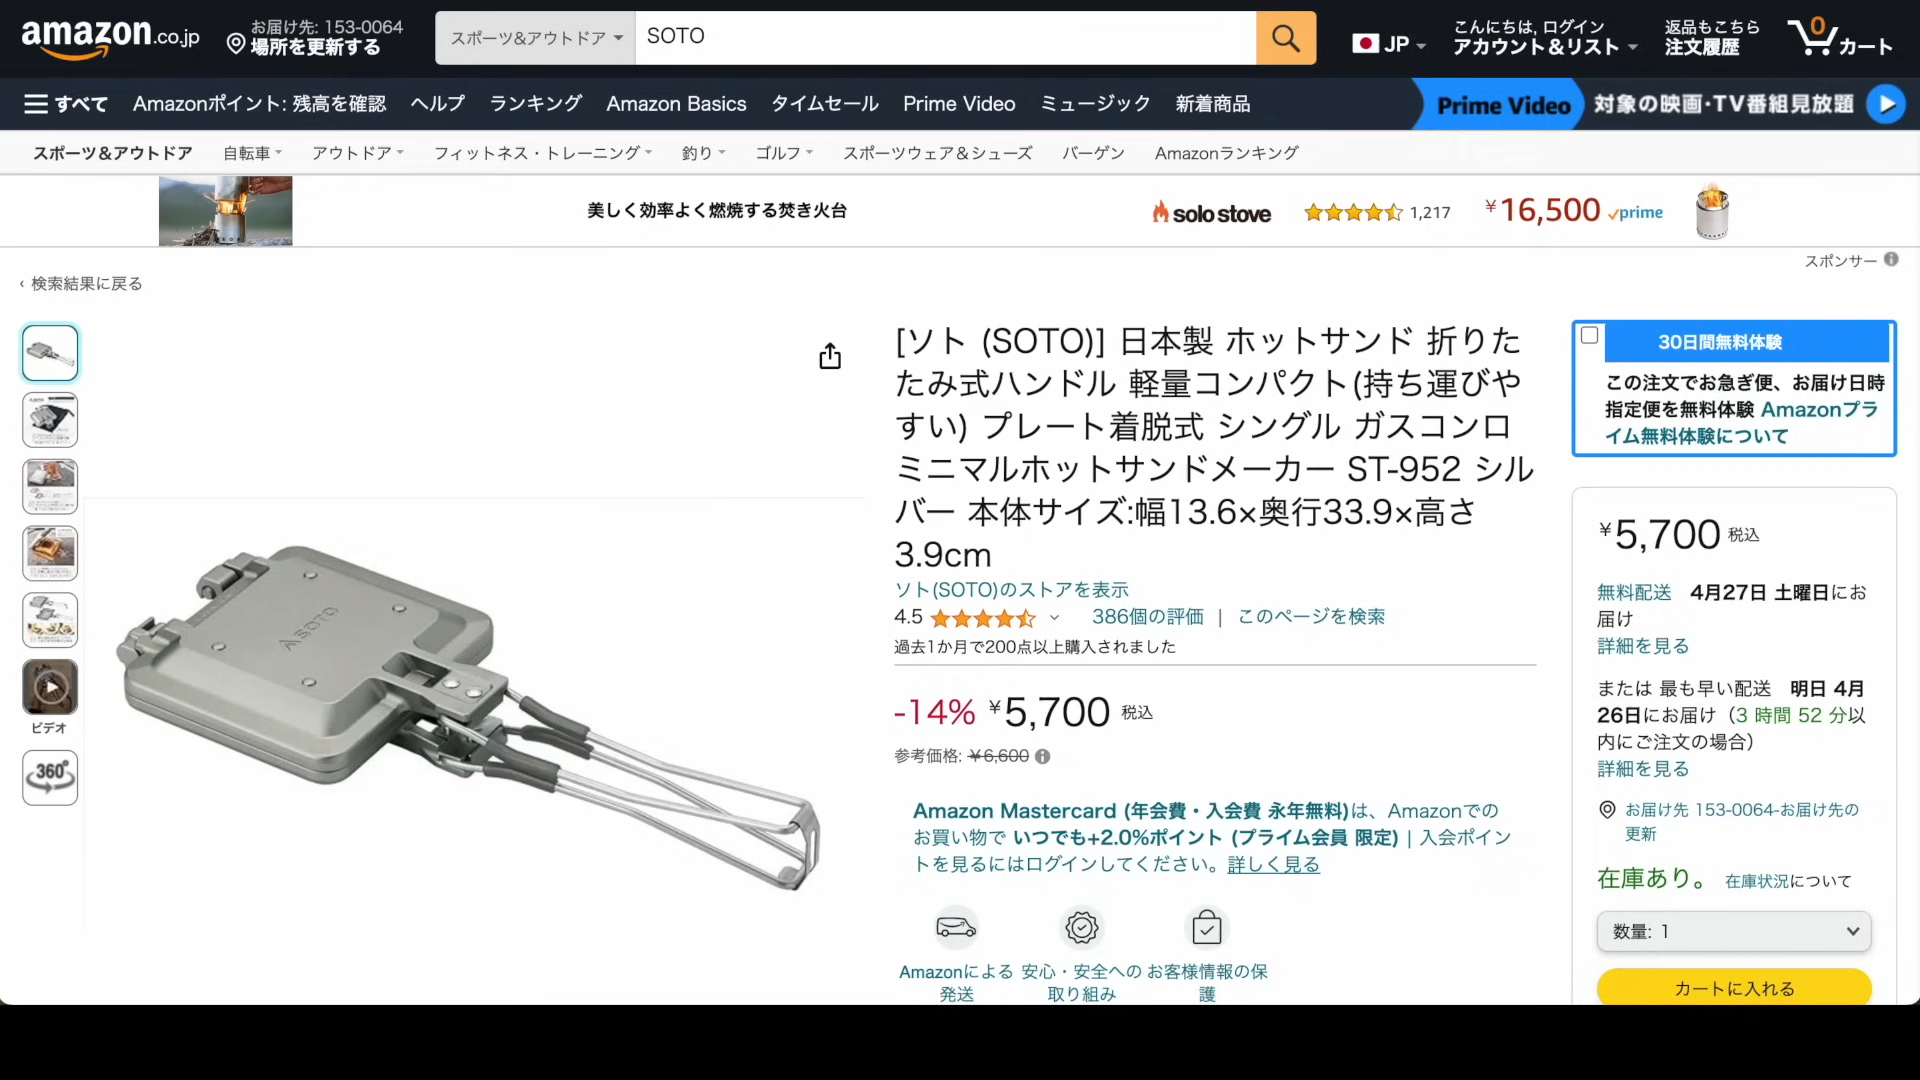 amazon.co.jp
お届け先: 153-0064
場所を更新する
スポーツ&アウトドア
SOTO
JP
こんにちは, ログイン
アカウント&リスト
返品もこちら
注文履歴
0
カート
すべて
Amazonポイント: 残高を確認
ヘルプ
ランキング
Amazon Basics
タイムセール
Prime Video
ミュージック
新着商品
Prime Video
対象の映画・TV番組見放題
スポーツ&アウトドア
自転車
アウトドア
フィットネス・トレーニング
釣り
ゴルフ
スポーツウェア&シューズ
バーゲン
Amazonランキング
美しく効率よく燃焼する焚き火台
solo stove
1,217
¥16,500
prime
スポンサー
‹ 検索結果に戻る
ビデオ
360°
SOTO
[ソト (SOTO)] 日本製 ホットサンド 折りた
たみ式ハンドル 軽量コンパクト(持ち運びや
すい) プレート着脱式 シングル ガスコンロ
ミニマルホットサンドメーカー ST-952 シル
バー 本体サイズ:幅13.6×奥行33.9×高さ
3.9cm
ソト(SOTO)のストアを表示
4.5
386個の評価 | このページを検索
過去1か月で200点以上購入されました
-14% ¥5,700 税込
参考価格: ¥6,600
Amazon Mastercard (年会費・入会費 永年無料)は、Amazonでの
お買い物で いつでも+2.0%ポイント (プライム会員 限定) | 入会ポイン
トを見るにはログインしてください。詳しく見る
Amazonによる
発送
安心・安全への
取り組み
お客様情報の保
護
30日間無料体験
この注文でお急ぎ便、お届け日時
指定便を無料体験 Amazonプラ
イム無料体験について
¥5,700 税込
無料配送 4月27日 土曜日にお
届け
詳細を見る
または 最も早い配送 明日 4月
26日にお届け（3 時間 52 分以
内にご注文の場合）
詳細を見る
お届け先 153-0064-お届け先の
更新
在庫あり。 在庫状況について
数量: 1
カートに入れる